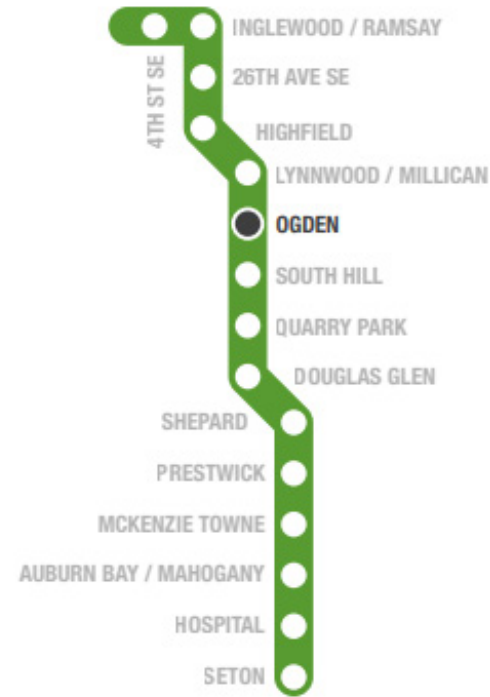 INGLEWOOD / RAMSAY
4TH ST SE
26TH AVE SE
HIGHFIELD
LYNNWOOD / MILLICAN
OGDEN
SOUTH HILL
QUARRY PARK
DOUGLAS GLEN
SHEPARD
PRESTWICK
MCKENZIE TOWNE
AUBURN BAY / MAHOGANY
HOSPITAL
SETON